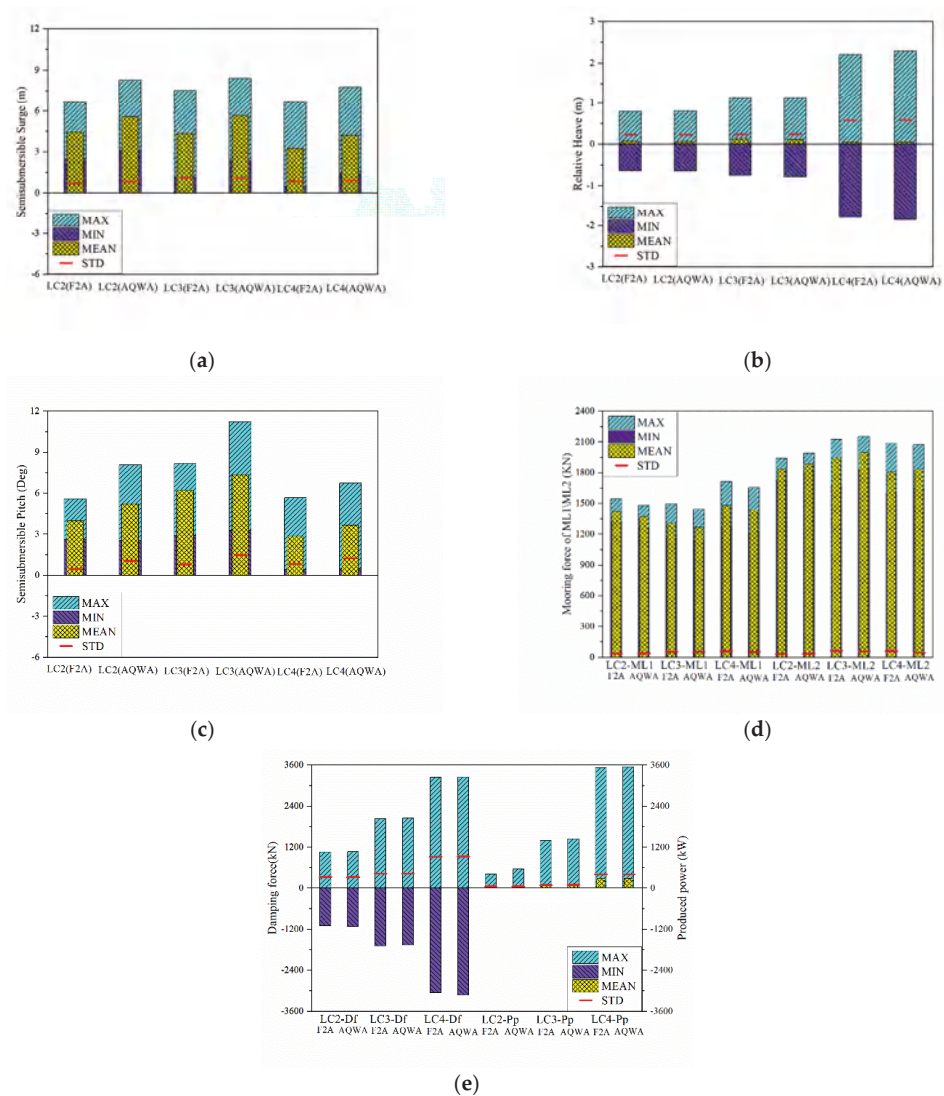 12
9
6
3
0
-3
-6
Semisubmersible Surge (m)
MAX
MIN
MEAN
STD
LC2(F2A) LC2(AQWA) LC3(F2A) LC3(AQWA) LC4(F2A) LC4(AQWA)
(a)
3
2
1
0
-1
-2
-3
Relative Heave (m)
MAX
MIN
MEAN
STD
LC2(F2A) LC2(AQWA) LC3(F2A) LC3(AQWA) LC4(F2A) LC4(AQWA)
(b)
12
9
6
3
0
-3
-6
Semisubmersible Pitch (Deg)
MAX
MIN
MEAN
STD
LC2(F2A) LC2(AQWA) LC3(F2A) LC3(AQWA) LC4(F2A) LC4(AQWA)
(c)
2400
2100
1800
1500
1200
900
600
300
0
Mooring force of ML1\ML2 (KN)
MAX
MIN
MEAN
STD
LC2-ML1 LC3-ML1 LC4-ML1 LC2-ML2 LC3-ML2 LC4-ML2
F2A AQWA F2A AQWA F2A AQWA F2A AQWA F2A AQWA F2A AQWA
(d)
3600
2400
1200
0
-1200
-2400
-3600
Damping force(kN)
3600
2400
1200
0
-1200
-2400
-3600
Produced power (kW)
MAX
MIN
MEAN
STD
LC2-Df LC3-Df LC4-Df LC2-Pp LC3-Pp LC4-Pp
F2A AQWA F2A AQWA F2A AQWA F2A AQWA F2A AQWA F2A AQWA
(e)